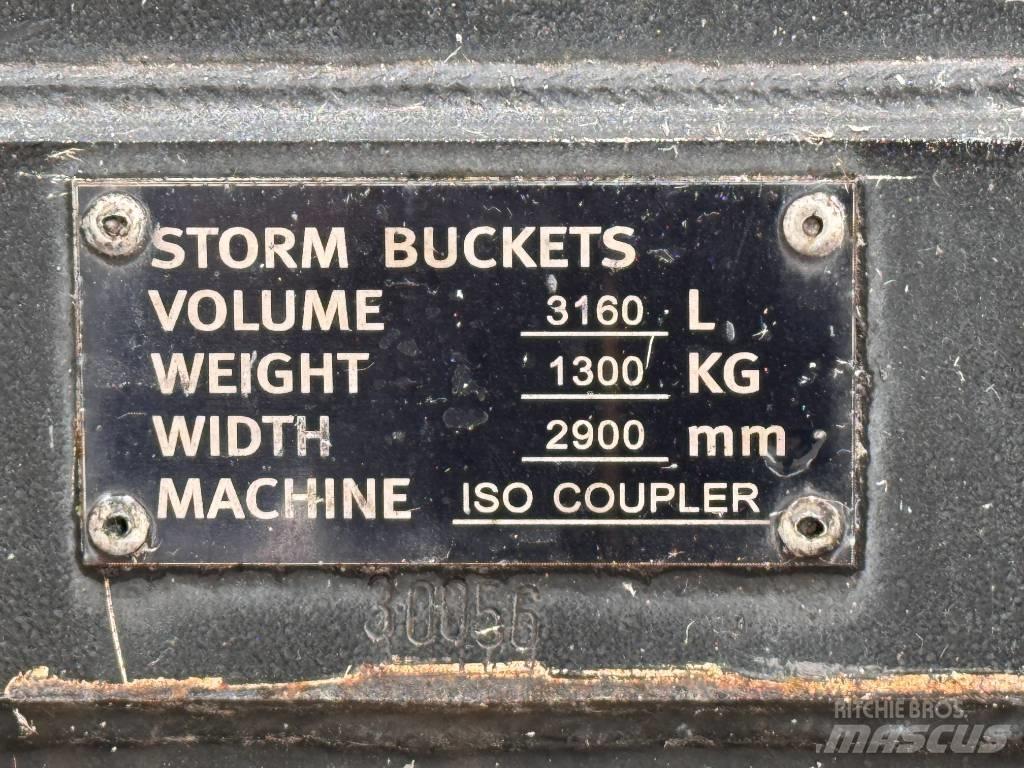 STORM BUCKETS
VOLUME 3160 L
WEIGHT 1300 KG
WIDTH 2900 mm
MACHINE ISO COUPLER
30056
RITCHIE BROS.
MASCUS